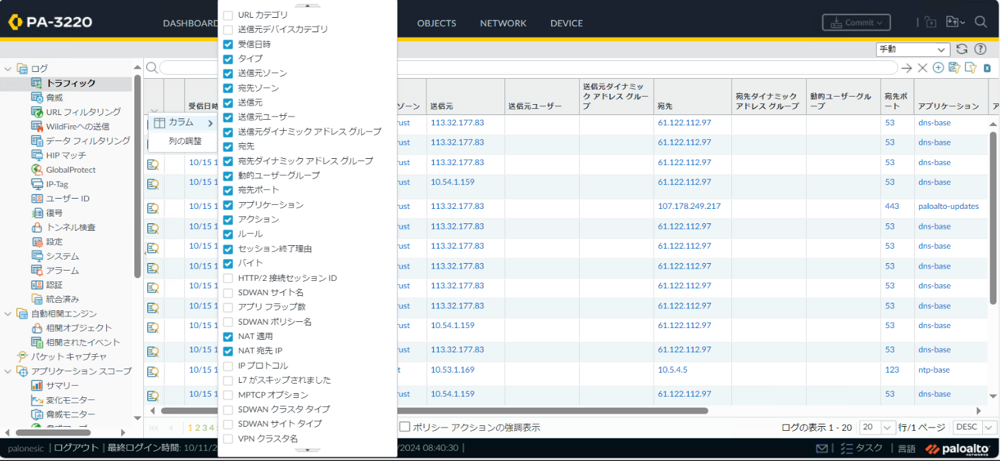 PA-3220
DASHBOARD
OBJECTS
NETWORK
DEVICE
Commit
手動
ログ
トラフィック
脅威
URL フィルタリング
WildFireへの送信
データ フィルタリング
HIP マッチ
GlobalProtect
IP-Tag
ユーザー ID
復号
トンネル検査
設定
システム
アラーム
認証
統合済み
自動相関エンジン
相関オブジェクト
相関されたイベント
パケット キャプチャ
アプリケーション スコープ
サマリー
変化モニター
脅威モニター
脅威マップ
カラム
列の調整
URL カテゴリ
送信元デバイスカテゴリ
受信日時
タイプ
送信元ゾーン
宛先ゾーン
送信元
送信元ユーザー
送信元ダイナミック アドレス グループ
宛先
宛先ダイナミック アドレス グループ
動的ユーザーグループ
宛先ポート
アプリケーション
アクション
ルール
セッション終了理由
バイト
HTTP/2 接続セッション ID
SDWAN サイト名
アプリ フラップ数
SDWAN ポリシー名
NAT 適用
NAT 宛先 IP
IP プロトコル
L7 がスキップされました
MPTCP オプション
SDWAN クラスタ タイプ
SDWAN サイト タイプ
VPN クラスタ名
受信日時 ゾーン 送信元 送信元ユーザー 送信元ダイナミック アドレス グループ 宛先 宛先ダイナミック アドレス グループ 動的ユーザーグループ 宛先ポート アプリケーション ア
rust 113.32.177.83 61.122.112.97 53 dns-base
rust 113.32.177.83 61.122.112.97 53 dns-base
10/15 1 rust 113.32.177.83 61.122.112.97 53 dns-base
10/15 1 rust 10.54.1.159 61.122.112.97 53 dns-base
10/15 1 rust 113.32.177.83 107.178.249.217 443 paloalto-updates
10/15 1 rust 113.32.177.83 61.122.112.97 53 dns-base
10/15 1 rust 113.32.177.83 61.122.112.97 53 dns-base
10/15 1 rust 113.32.177.83 61.122.112.97 53 dns-base
10/15 1 rust 113.32.177.83 61.122.112.97 53 dns-base
10/15 1 rust 113.32.177.83 61.122.112.97 53 dns-base
10/15 1 rust 10.54.1.159 61.122.112.97 53 dns-base
10/15 1 rust 113.32.177.83 61.122.112.97 53 dns-base
10/15 1 t 10.53.1.169 10.5.4.5 123 ntp-base
10/15 1 rust 10.54.1.159 61.122.112.97 53 dns-base
1 2 3 4 ポリシー アクションの強調表示 ログの表示 1 - 20 20 行/1 ページ DESC
palonesic | ログアウト | 最終ログイン時間: 10/11/2 /2024 08:40:30 | タスク | 言語 paloalto NETWORKS